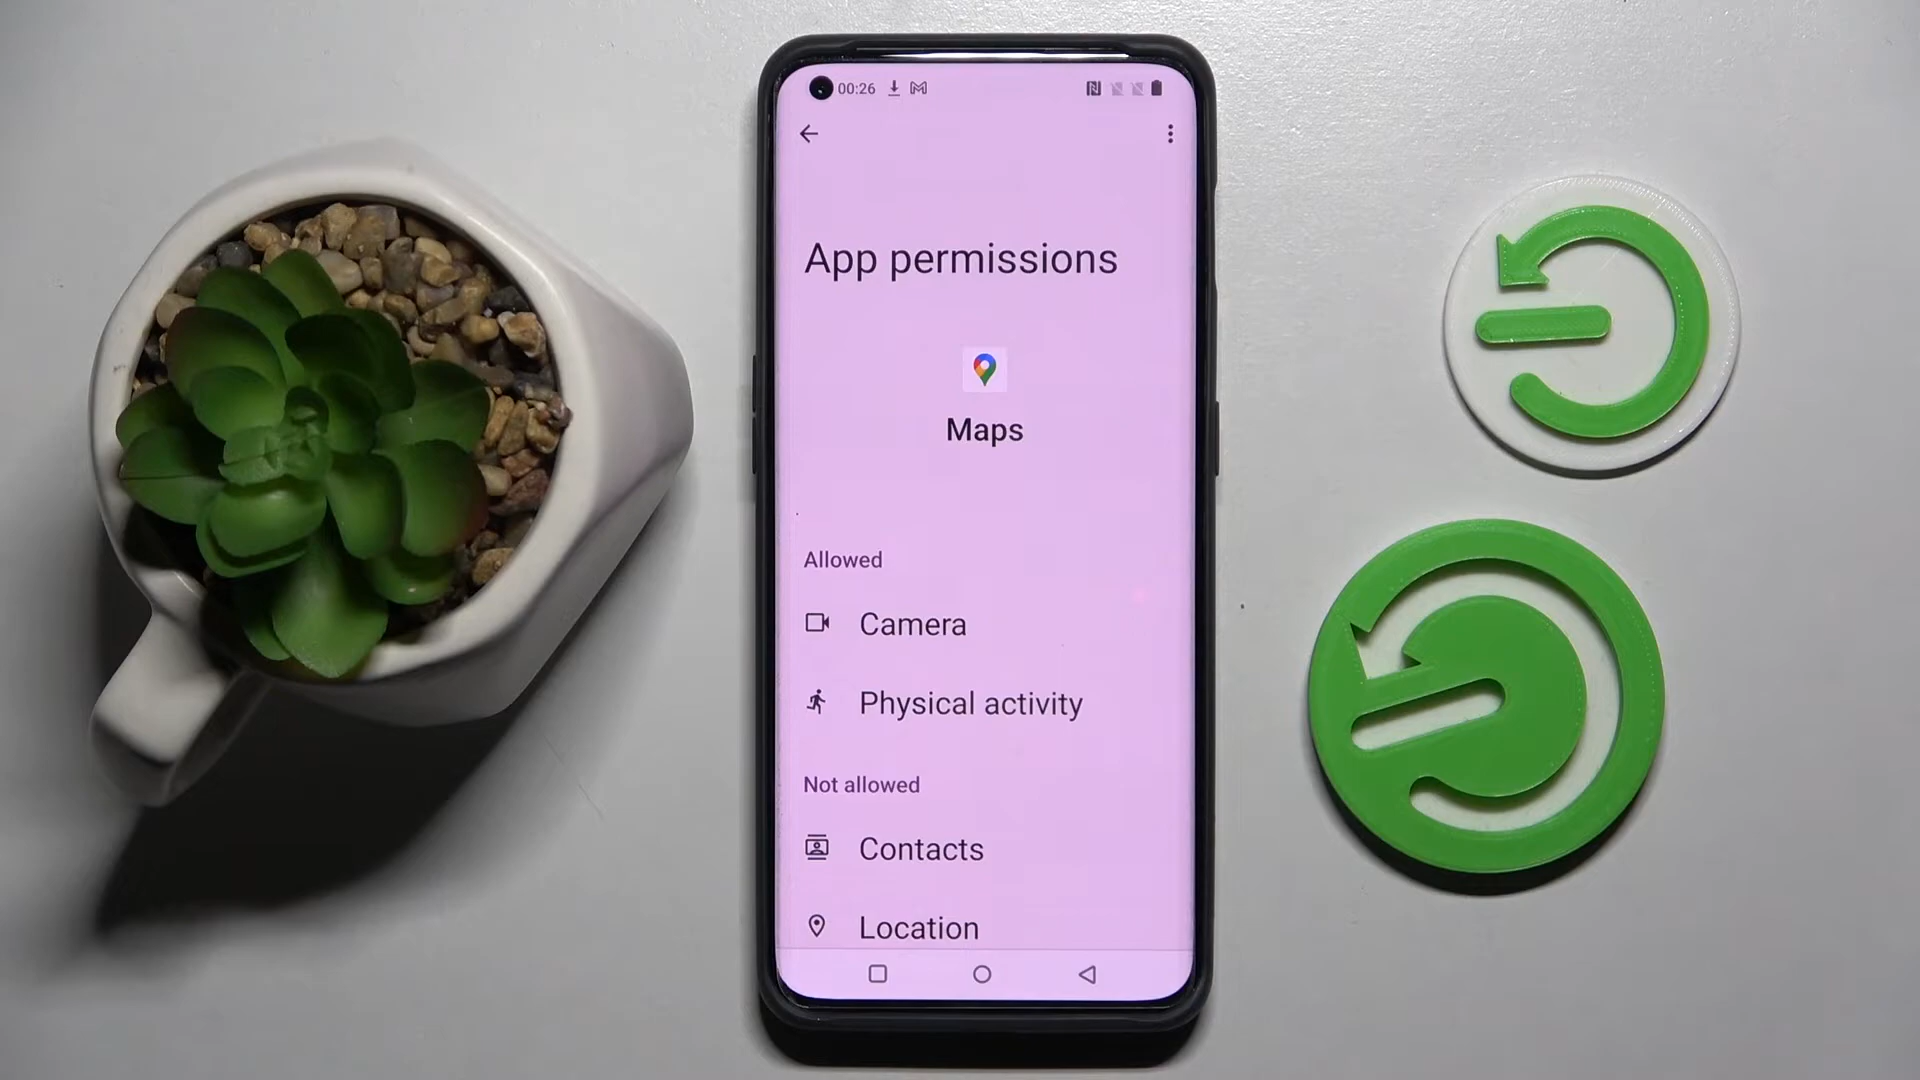 00:26
App permissions
Maps
Allowed
Camera
Physical activity
Not allowed
Contacts
Location